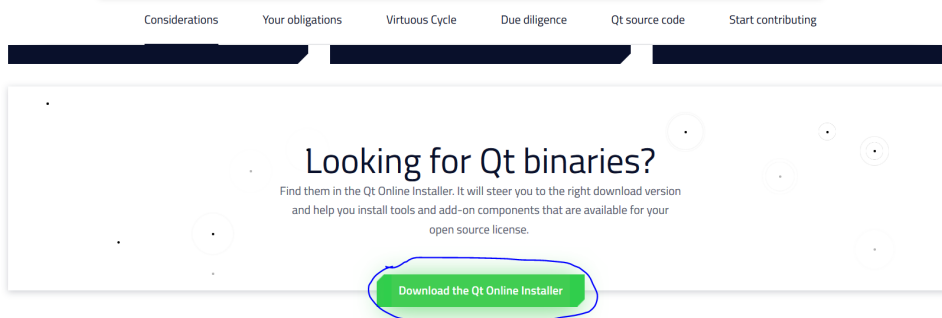 Considerations Your obligations Virtuous Cycle Due diligence Qt source code Start contributing
Looking for Qt binaries?
Find them in the Qt Online Installer. It will steer you to the right download version
and help you install tools and add-on components that are available for your
open source license.
Download the Qt Online Installer